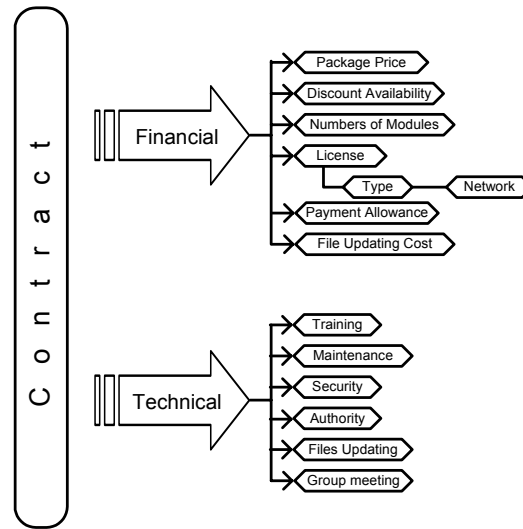 Contract
Financial
Package Price
Discount Availability
Numbers of Modules
License
Type
Network
Payment Allowance
File Updating Cost
Technical
Training
Maintenance
Security
Authority
Files Updating
Group meeting